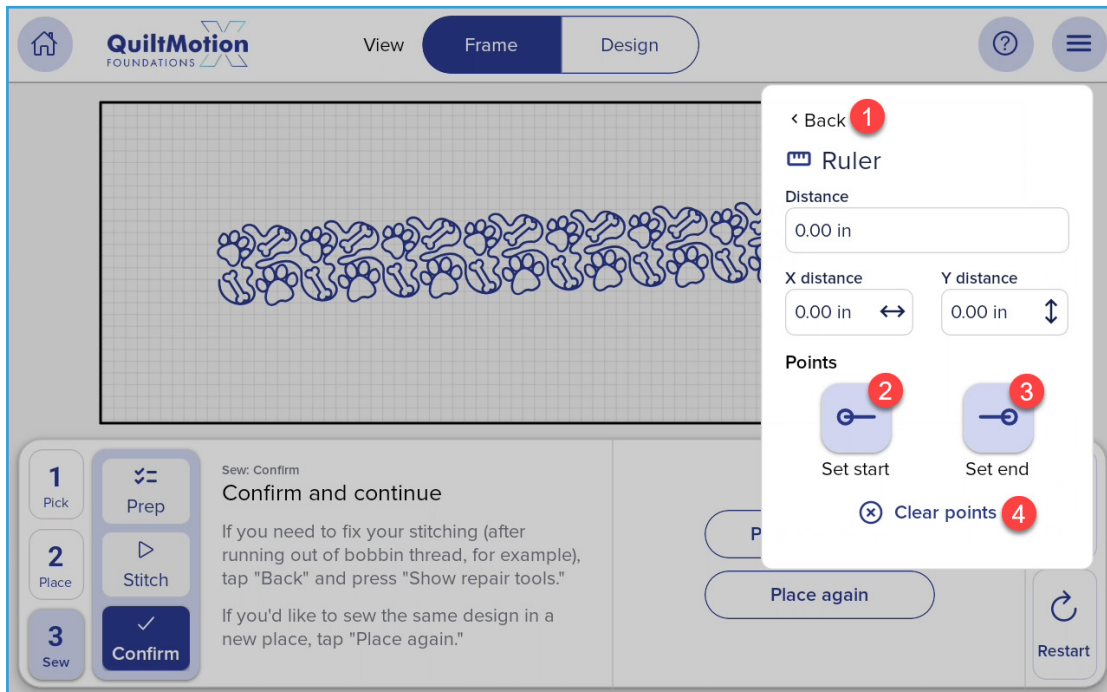 QuiltMotion
FOUNDATIONS
View
Frame
Design
?
< Back
1
Ruler
Distance
0.00 in
X distance
Y distance
0.00 in
0.00 in
Points
2
3
Set start
Set end
Clear points
4
1
Pick
2
Place
3
Sew
Prep
Stitch
Confirm
Sew: Confirm
Confirm and continue
If you need to fix your stitching (after
running out of bobbin thread, for example),
tap "Back" and press "Show repair tools."
If you'd like to sew the same design in a
new place, tap "Place again."
P
Place again
Restart